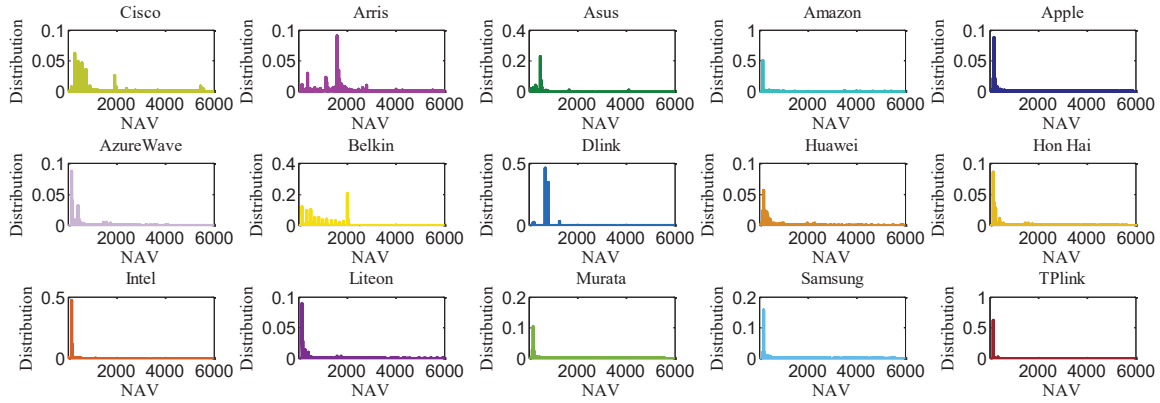 Cisco Arris Asus Amazon Apple
0.1 0.1 0.4 1 0.1
0.05 0.05 0.2 0.5 0.05
0 0 0 0 0
2000 4000 6000 2000 4000 6000 2000 4000 6000 2000 4000 6000 2000 4000 6000
Distribution Distribution Distribution Distribution Distribution
NAV NAV NAV NAV NAV
AzureWave Belkin Dlink Huawei Hon Hai
0.1 0.4 0.5 0.1 0.1
0.05 0.2 0.05 0.05
0 0 0 0 0
2000 4000 6000 2000 4000 6000 2000 4000 6000 2000 4000 6000 2000 4000 6000
Distribution Distribution Distribution Distribution Distribution
NAV NAV NAV NAV NAV
Intel Liteon Murata Samsung TPlink
0.5 0.1 0.2 0.2 1
0.05 0.1 0.1 0.5
0 0 0 0 0
2000 4000 6000 2000 4000 6000 2000 4000 6000 2000 4000 6000 2000 4000 6000
Distribution Distribution Distribution Distribution Distribution
NAV NAV NAV NAV NAV